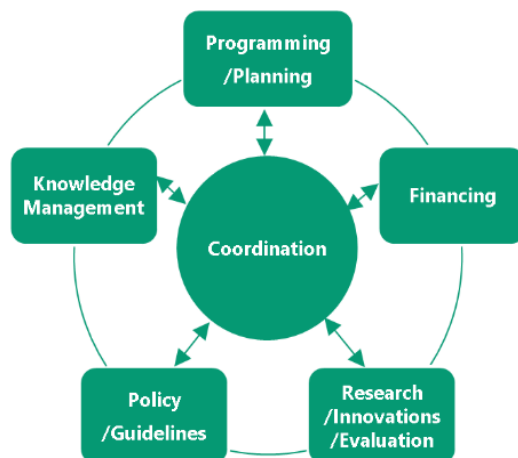 Programming
/Planning
Knowledge
Management
Financing
Coordination
Policy
/Guidelines
Research
/Innovations
/Evaluation